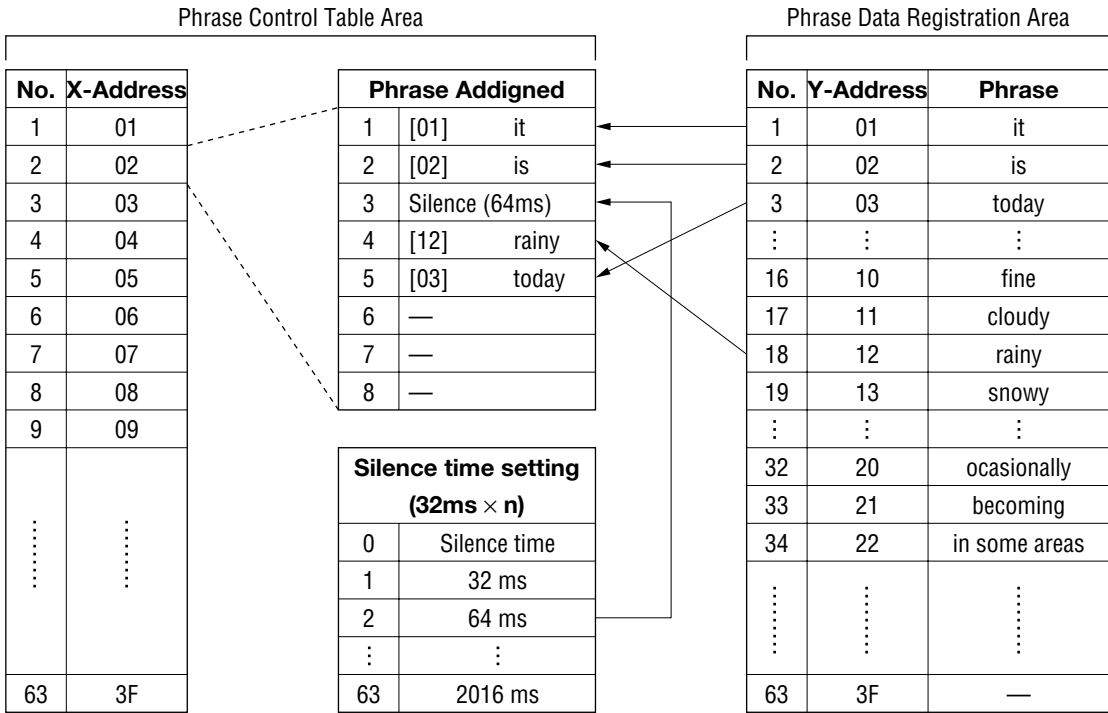 Phrase Control Table Area
Phrase Data Registration Area
No. X-Address
1 01
2 02
3 03
4 04
5 05
6 06
7 07
8 08
9 09
⋮ ⋮
63 3F
Phrase Addigned
1 [01] it
2 [02] is
3 Silence (64ms)
4 [12] rainy
5 [03] today
6 —
7 —
8 —
Silence time setting
(32ms × n)
0 Silence time
1 32 ms
2 64 ms
⋮ ⋮
63 2016 ms
No. Y-Address Phrase
1 01 it
2 02 is
3 03 today
⋮ ⋮ ⋮
16 10 fine
17 11 cloudy
18 12 rainy
19 13 snowy
⋮ ⋮ ⋮
32 20 ocasionally
33 21 becoming
34 22 in some areas
⋮ ⋮ ⋮
63 3F —